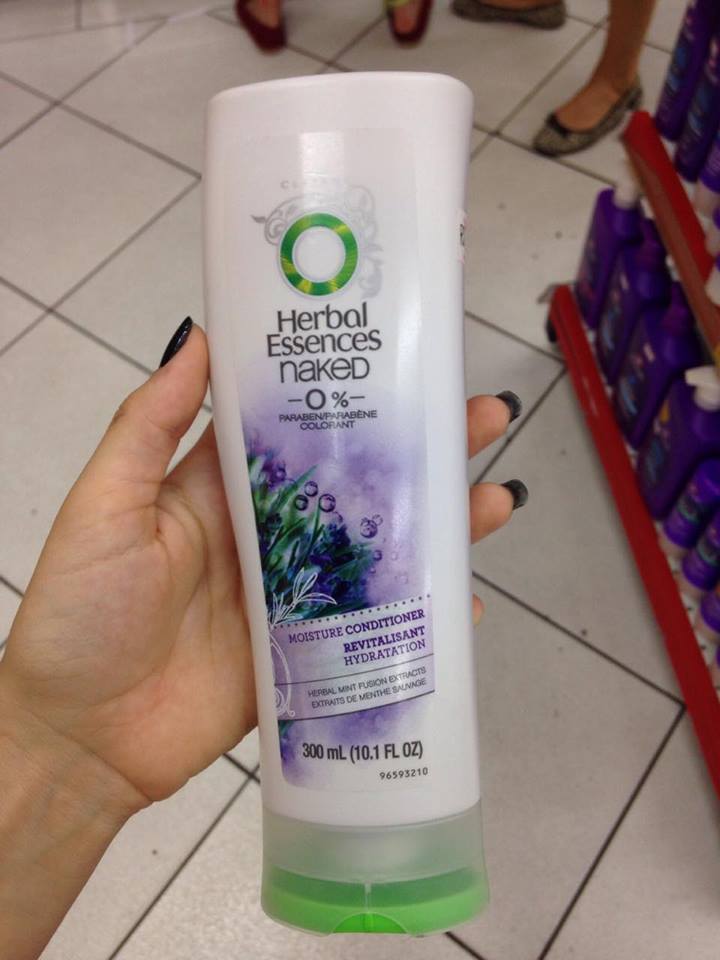 Herbal
Essences
naked
0%
PARABEN/PARABÈNE
COLORANT
MOISTURE CONDITIONER
REVITALISANT
HYDRATATION
HERBAL MINT FUSION EXTRACTS
EXTRAITS DE MENTHE SAUVAGE
300 mL (10.1 FL OZ)
96593210